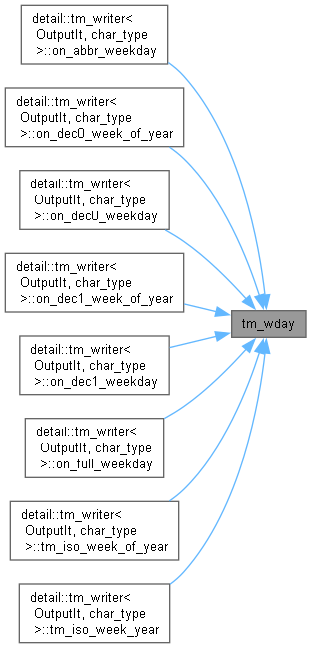 detail::tm_writer<
OutputIt, char_type
>::on_abbr_weekday
detail::tm_writer<
OutputIt, char_type
>::on_dec0_week_of_year
detail::tm_writer<
OutputIt, char_type
>::on_dec0_weekday
detail::tm_writer<
OutputIt, char_type
>::on_dec1_week_of_year
tm_wday
detail::tm_writer<
OutputIt, char_type
>::on_dec1_weekday
detail::tm_writer<
OutputIt, char_type
>::on_full_weekday
detail::tm_writer<
OutputIt, char_type
>::tm_iso_week_of_year
detail::tm_writer<
OutputIt, char_type
>::tm_iso_week_year